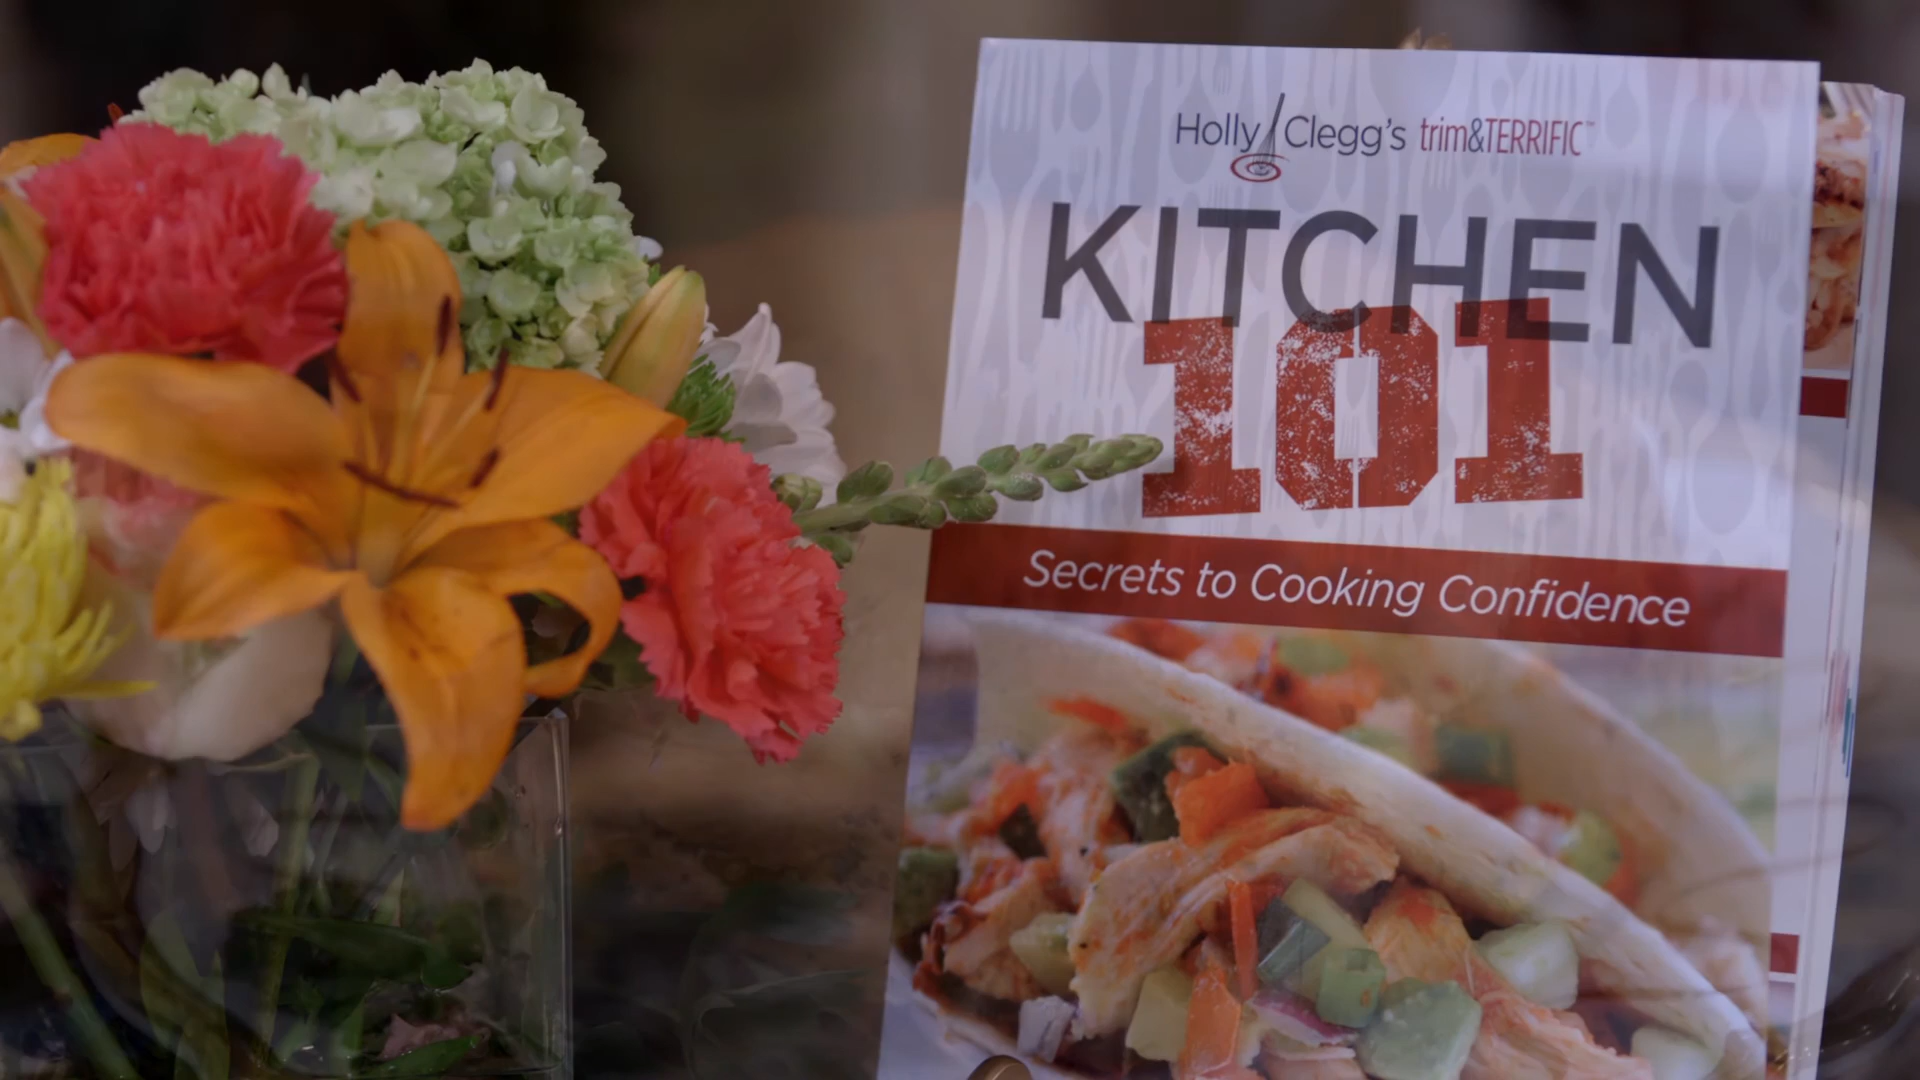 Holly Clegg's trim&TERRIFIC™
KITCHEN
101
Secrets to Cooking Confidence